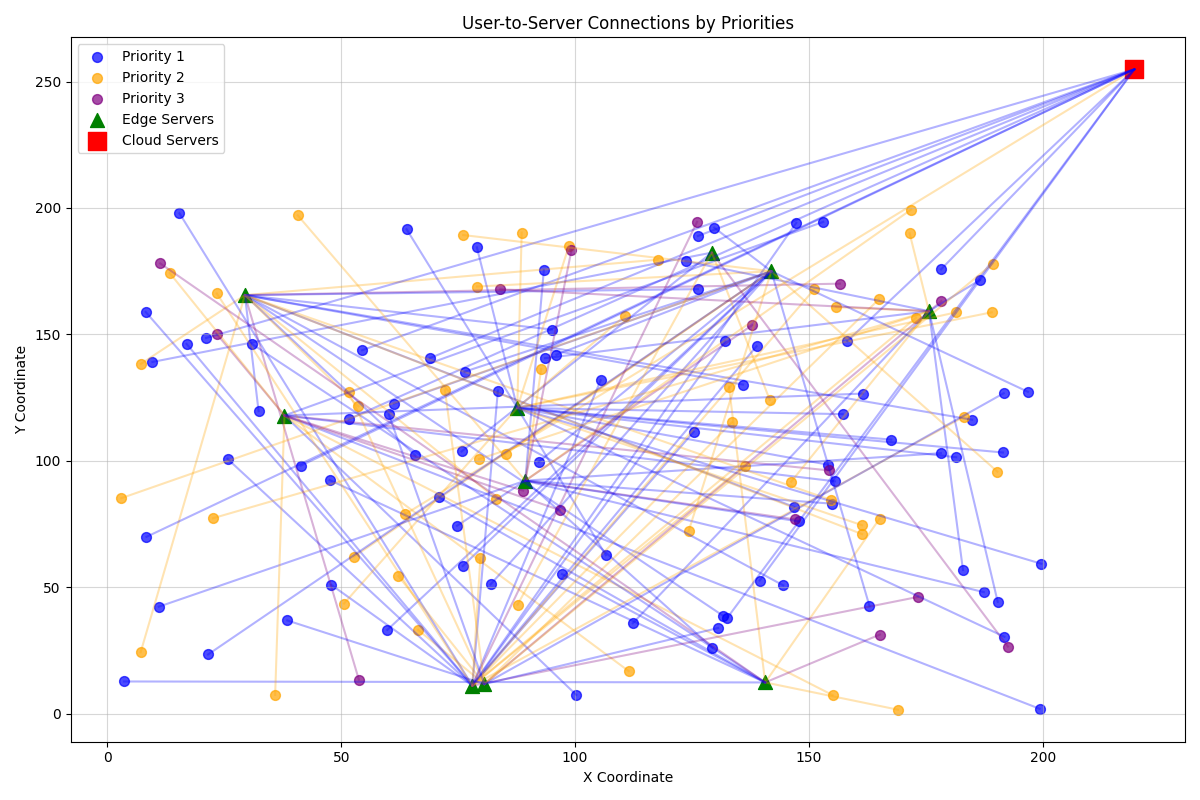 User-to-Server Connections by Priorities
Priority 1
Priority 2
Priority 3
Edge Servers
Cloud Servers
Y Coordinate
250
200
150
100
50
0
0
50
100
150
200
X Coordinate